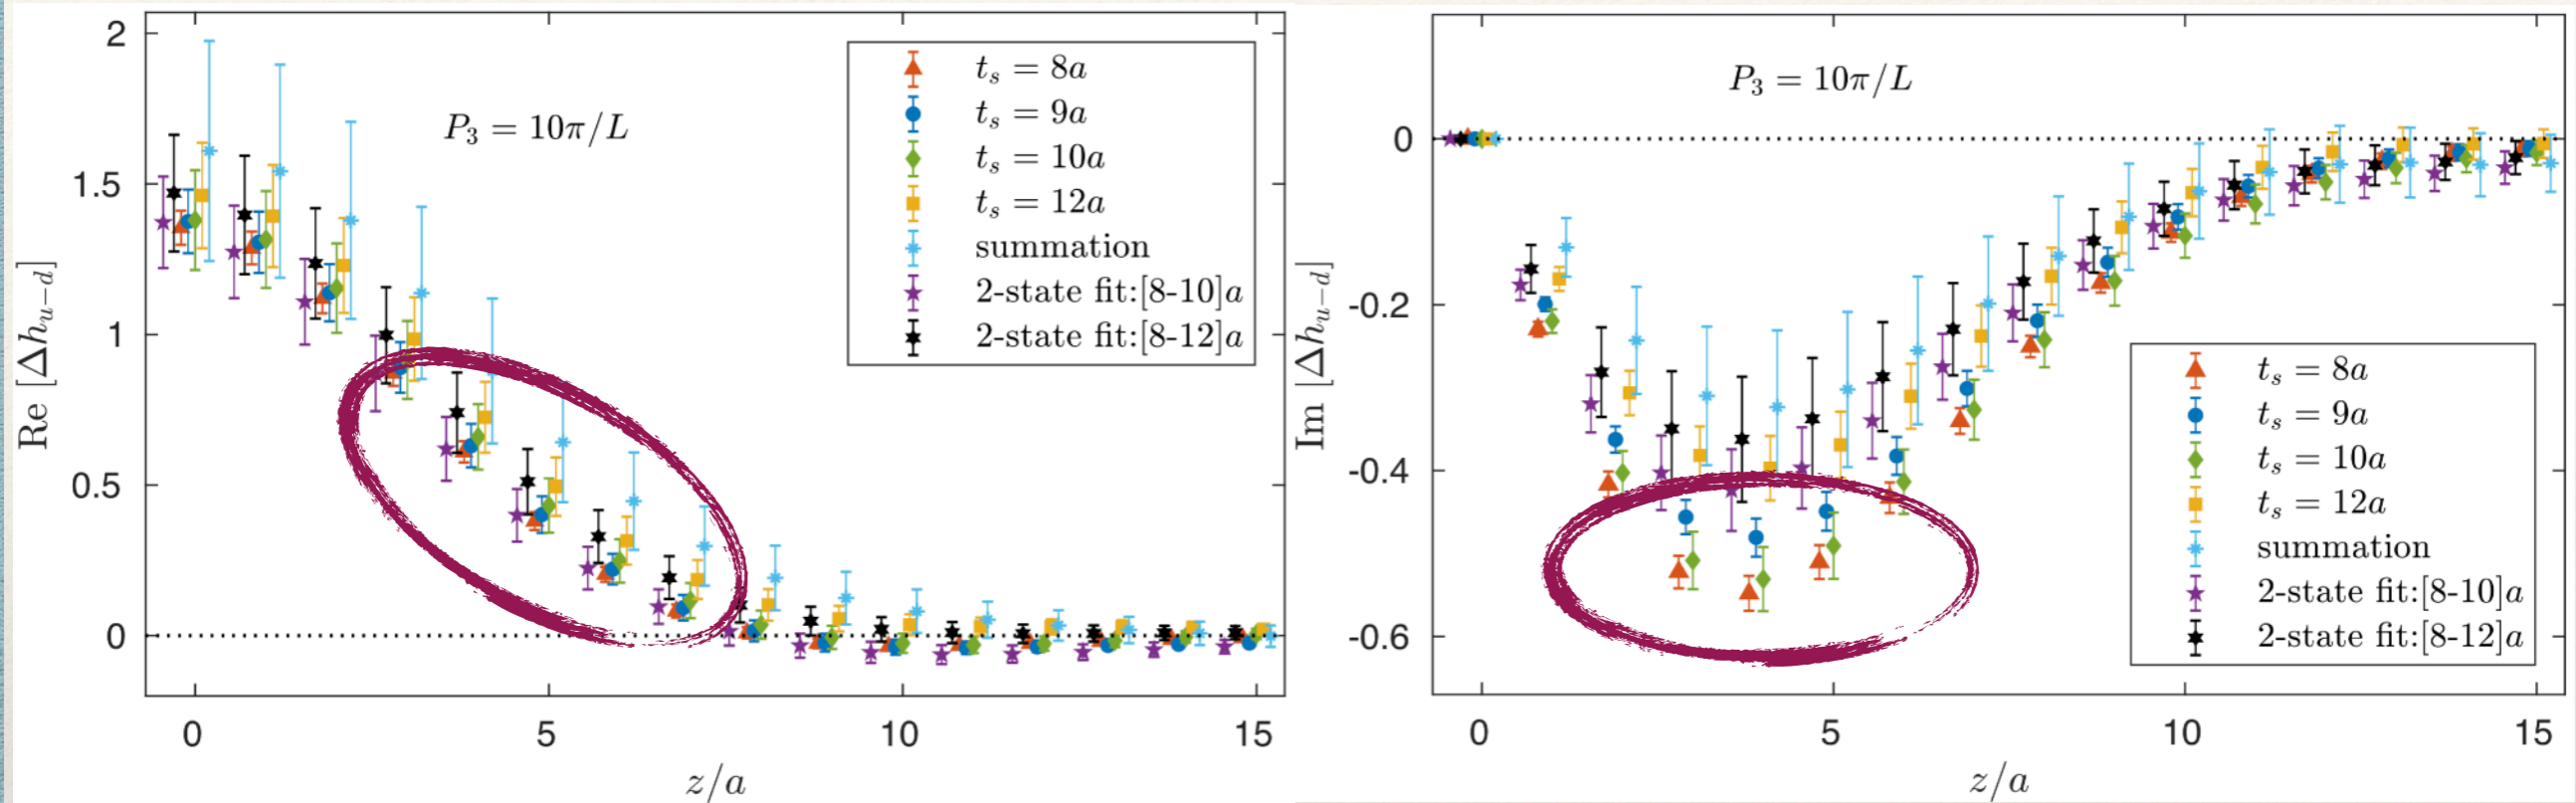 Re [Δh_{u−d}]
2
1.5
1
0.5
0
P_3 = 10π/L
t_s = 8a
t_s = 9a
t_s = 10a
t_s = 12a
summation
2-state fit:[8-10]a
2-state fit:[8-12]a
0 5 10 15
z/a
Im [Δh_{u−d}]
0
-0.2
-0.4
-0.6
P_3 = 10π/L
t_s = 8a
t_s = 9a
t_s = 10a
t_s = 12a
summation
2-state fit:[8-10]a
2-state fit:[8-12]a
0 5 10 15
z/a